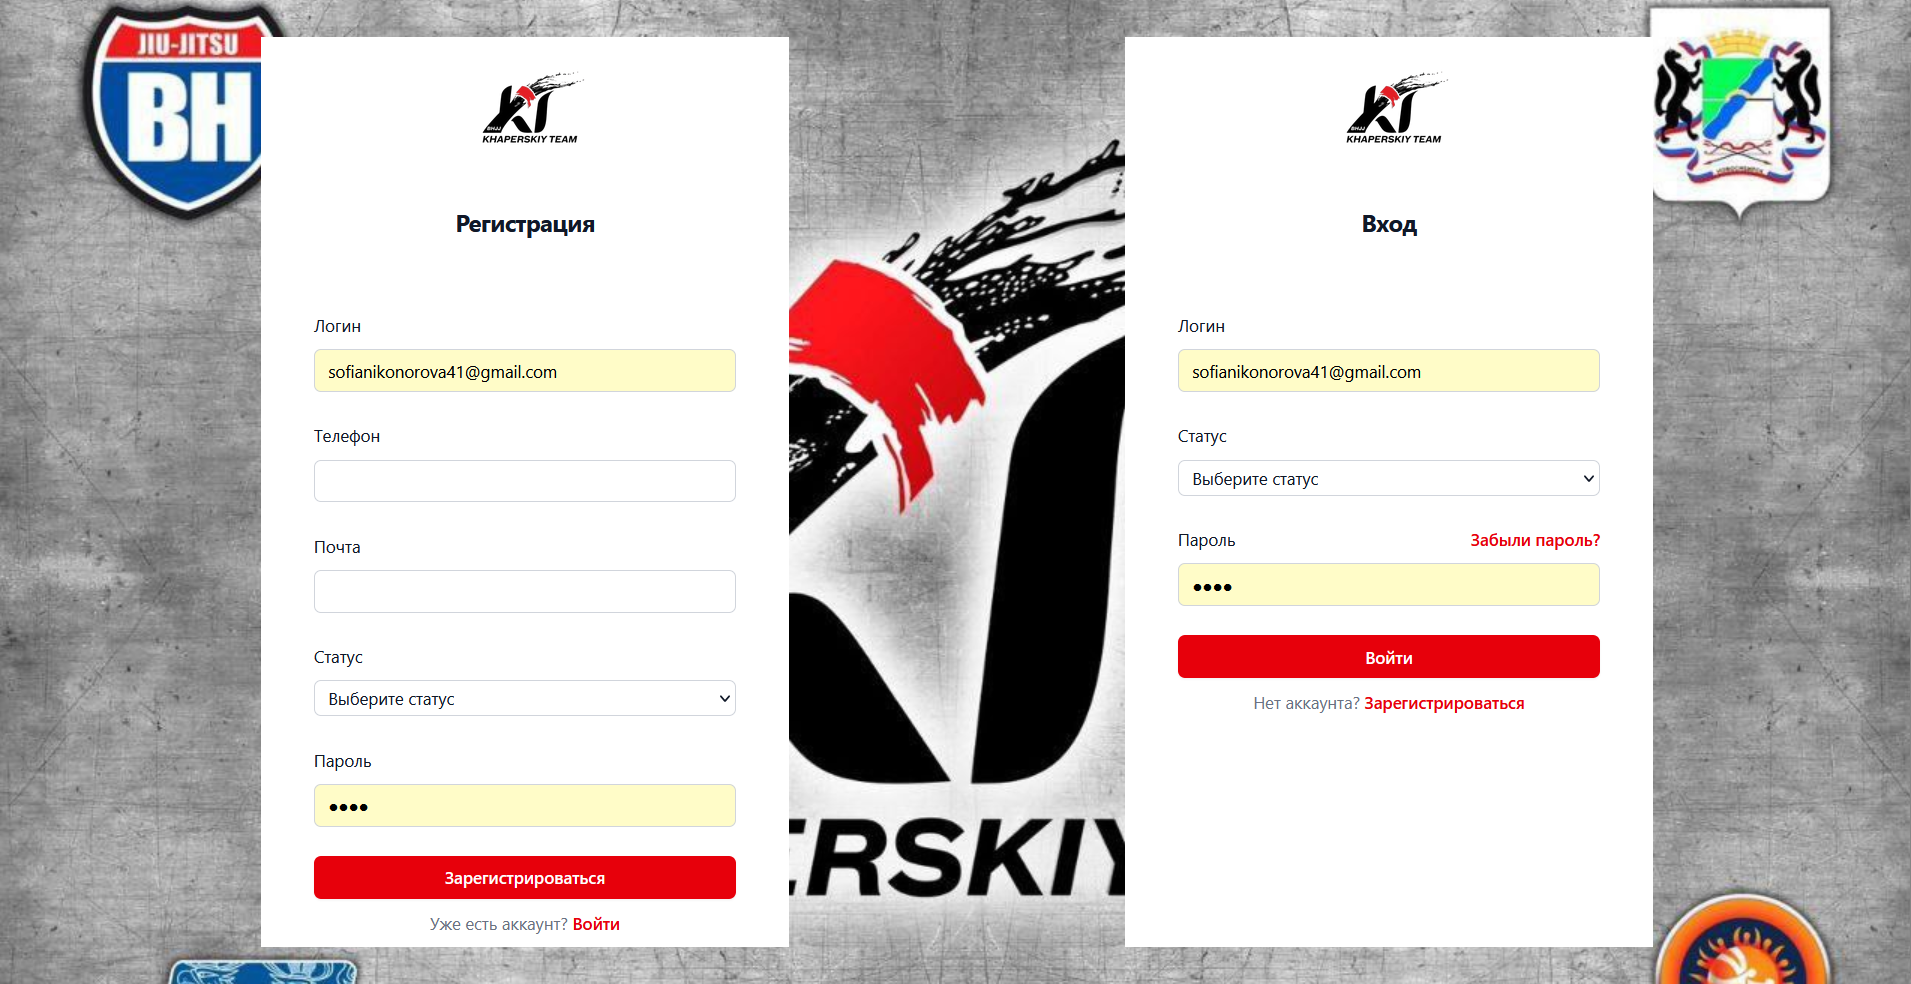 JIU-JITSU
BH
BHJJ
KHAPERSKIY TEAM
Регистрация
Логин
sofianikonorova41@gmail.com
Телефон
Почта
Статус
Выберите статус
Пароль
••••
Зарегистрироваться
Уже есть аккаунт? Войти
ERSKIY
BHJJ
KHAPERSKIY TEAM
Вход
Логин
sofianikonorova41@gmail.com
Статус
Выберите статус
Пароль Забыли пароль?
••••
Войти
Нет аккаунта? Зарегистрироваться